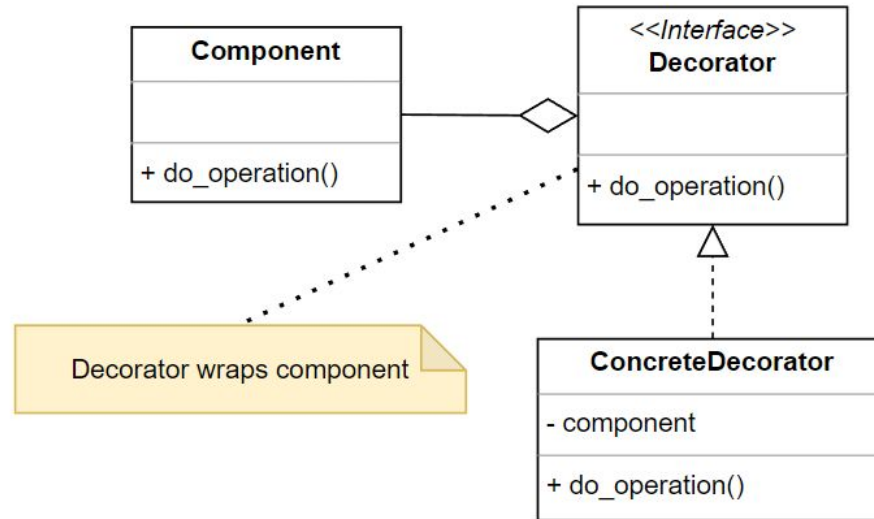 Component
+ do_operation()
<<Interface>>
Decorator
+ do_operation()
Decorator wraps component
ConcreteDecorator
- component
+ do_operation()